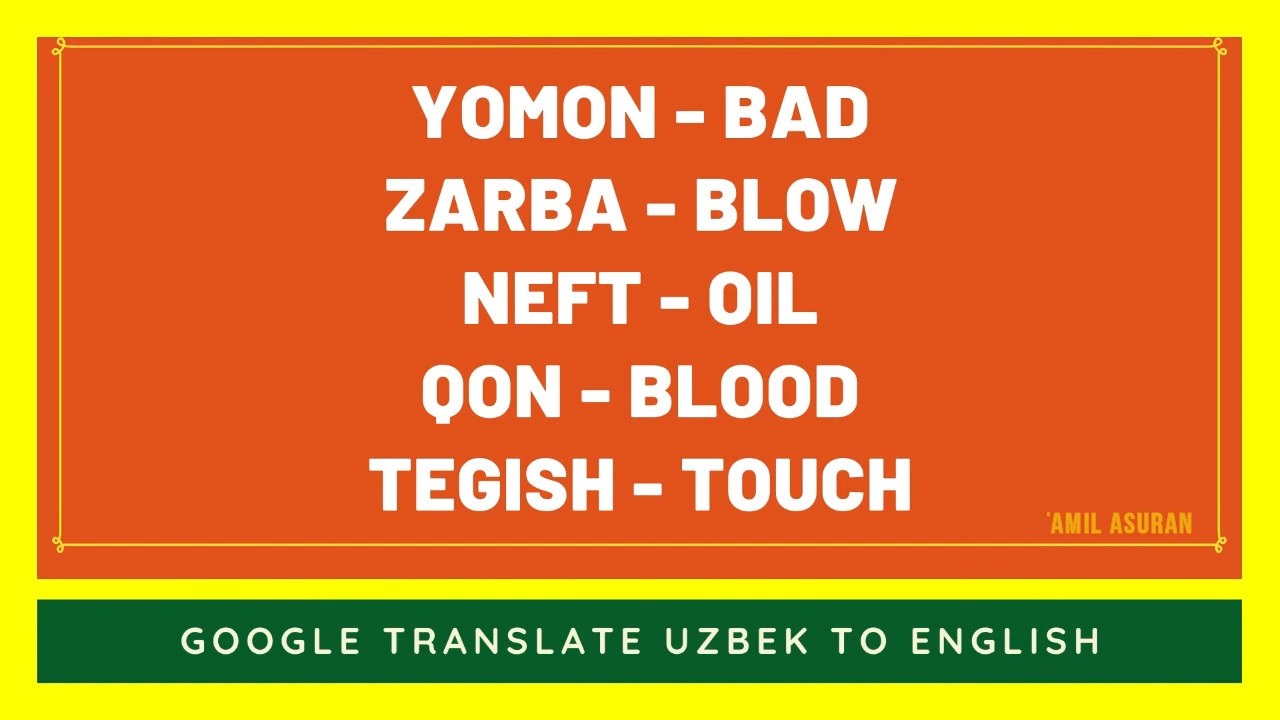 YOMON – BAD
ZARBA – BLOW
NEFT – OIL
QON – BLOOD
TEGISH – TOUCH
'AMIL ASURAN
GOOGLE TRANSLATE UZBEK TO ENGLISH